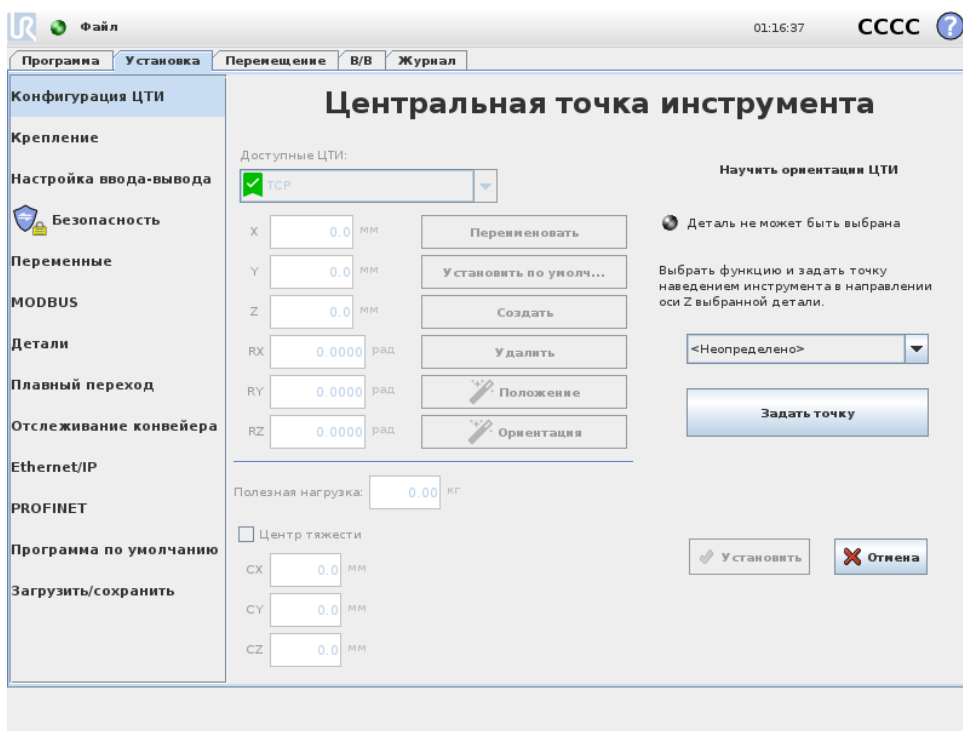 UR
Файл
01:16:37
CCCC
?
Программа
Установка
Перемещение
В/В
Журнал
Конфигурация ЦТИ
Крепление
Настройка ввода-вывода
Безопасность
Переменные
MODBUS
Детали
Плавный переход
Отслеживание конвейера
Ethernet/IP
PROFINET
Программа по умолчанию
Загрузить/сохранить
Центральная точка инструмента
Доступные ЦТИ:
TCP
X 0.0 мм
Переименовать
Y 0.0 мм
Установить по умолч...
Z 0.0 мм
Создать
RX 0.0000 рад
Удалить
RY 0.0000 рад
Положение
RZ 0.0000 рад
Ориентация
Полезная нагрузка: 0.00 кг
Центр тяжести
CX 0.0 мм
CY 0.0 мм
CZ 0.0 мм
Научить ориентации ЦТИ
Деталь не может быть выбрана
Выбрать функцию и задать точку
наведением инструмента в направлении
оси Z выбранной детали.
<Неопределено>
Задать точку
Установить
Отмена